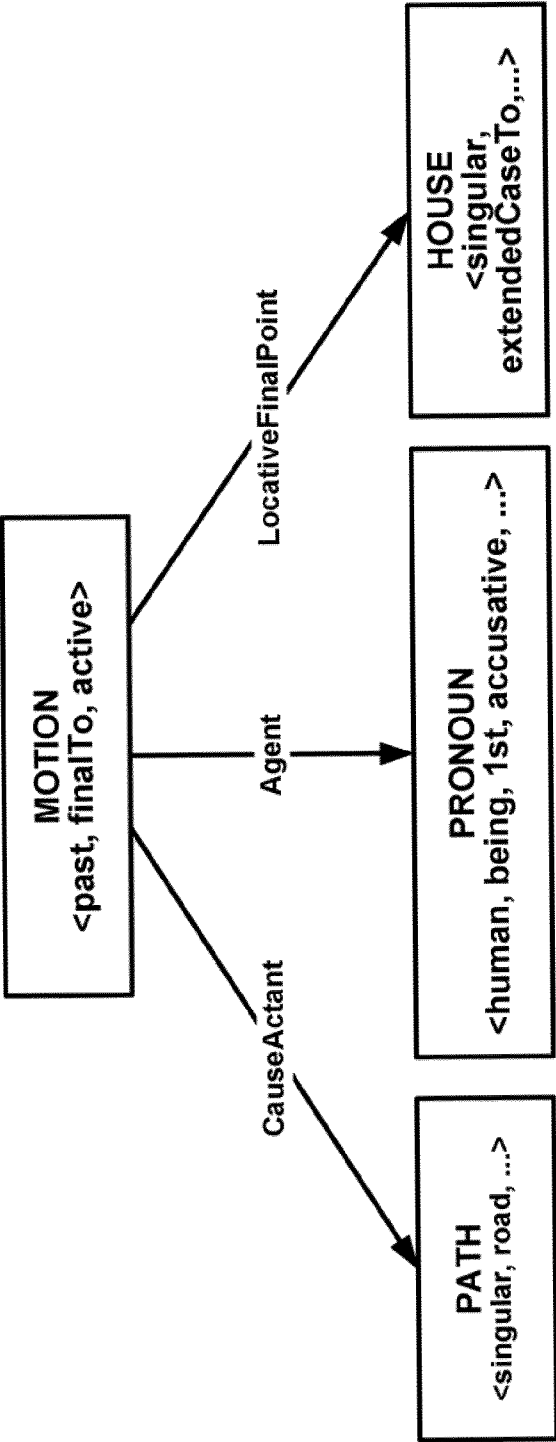 MOTION
<past, finalTo, active>
CauseActant
Agent
LocativeFinalPoint
PATH
<singular, road, ...>
PRONOUN
<human, being, 1st, accusative, ...>
HOUSE
<singular,
extendedCaseTo,...>